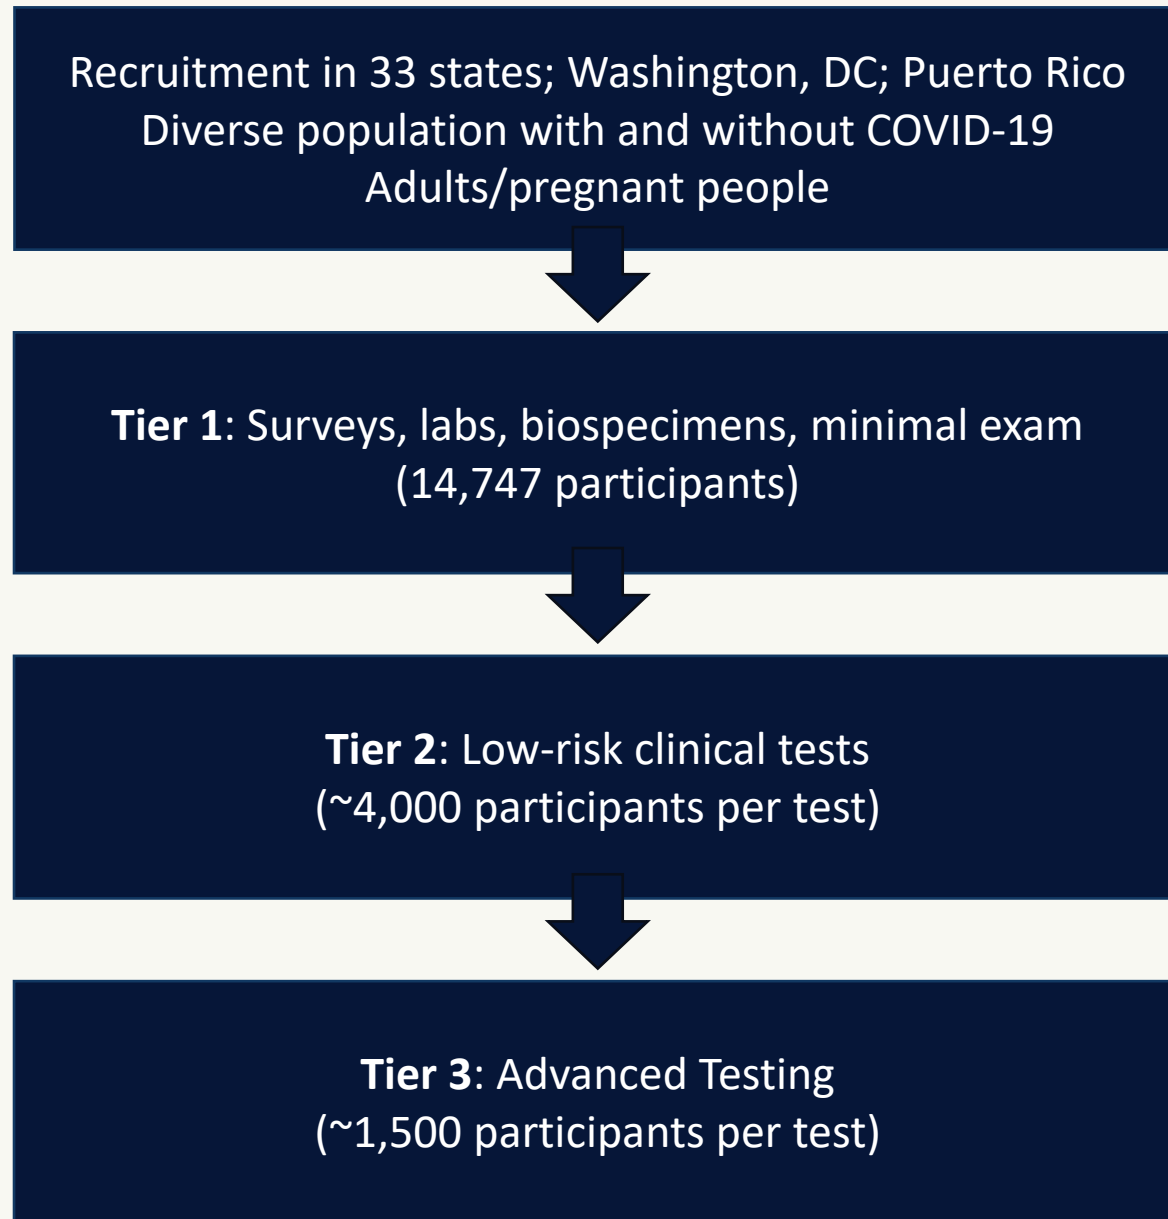 Recruitment in 33 states; Washington, DC; Puerto Rico
Diverse population with and without COVID-19
Adults/pregnant people
Tier 1: Surveys, labs, biospecimens, minimal exam
(14,747 participants)
Tier 2: Low-risk clinical tests
(~4,000 participants per test)
Tier 3: Advanced Testing
(~1,500 participants per test)